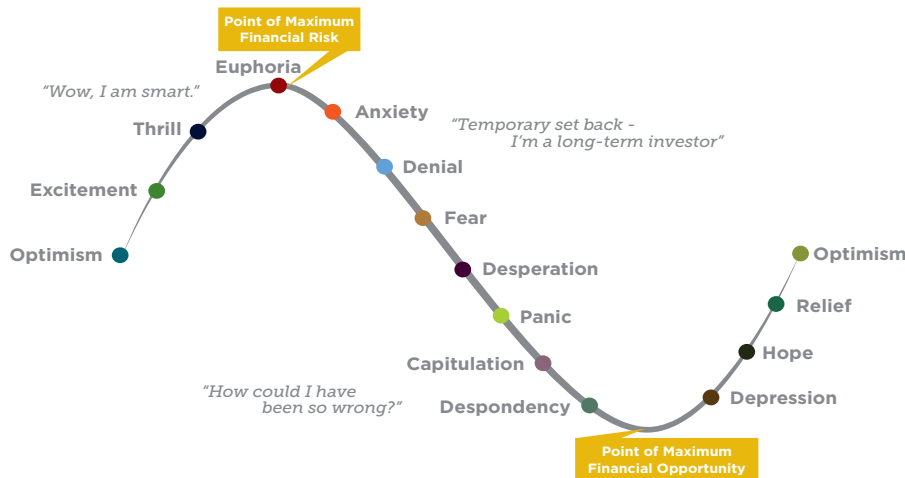 Point of Maximum
Financial Risk
Euphoria
“Wow, I am smart.”
Thrill
Anxiety
“Temporary set back -
I’m a long-term investor”
Denial
Excitement
Fear
Optimism
Optimism
Desperation
Relief
Panic
Hope
Capitulation
“How could I have
been so wrong?”
Depression
Despondency
Point of Maximum
Financial Opportunity